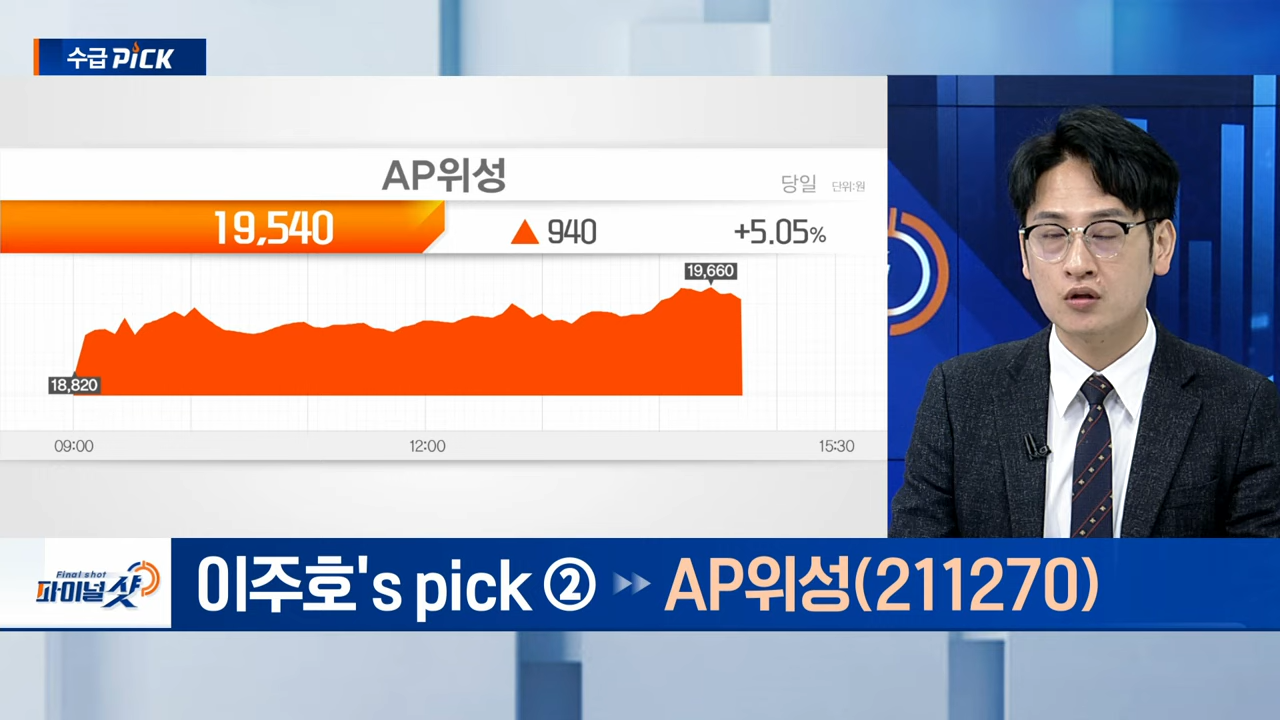 수급 PiCK
AP위성
당일 단위:원
19,540 ▲ 940 +5.05%
19,660
18,820
09:00 12:00 15:30
Final shot
파이널샷
이주호's pick ② ▸▸ AP위성(211270)